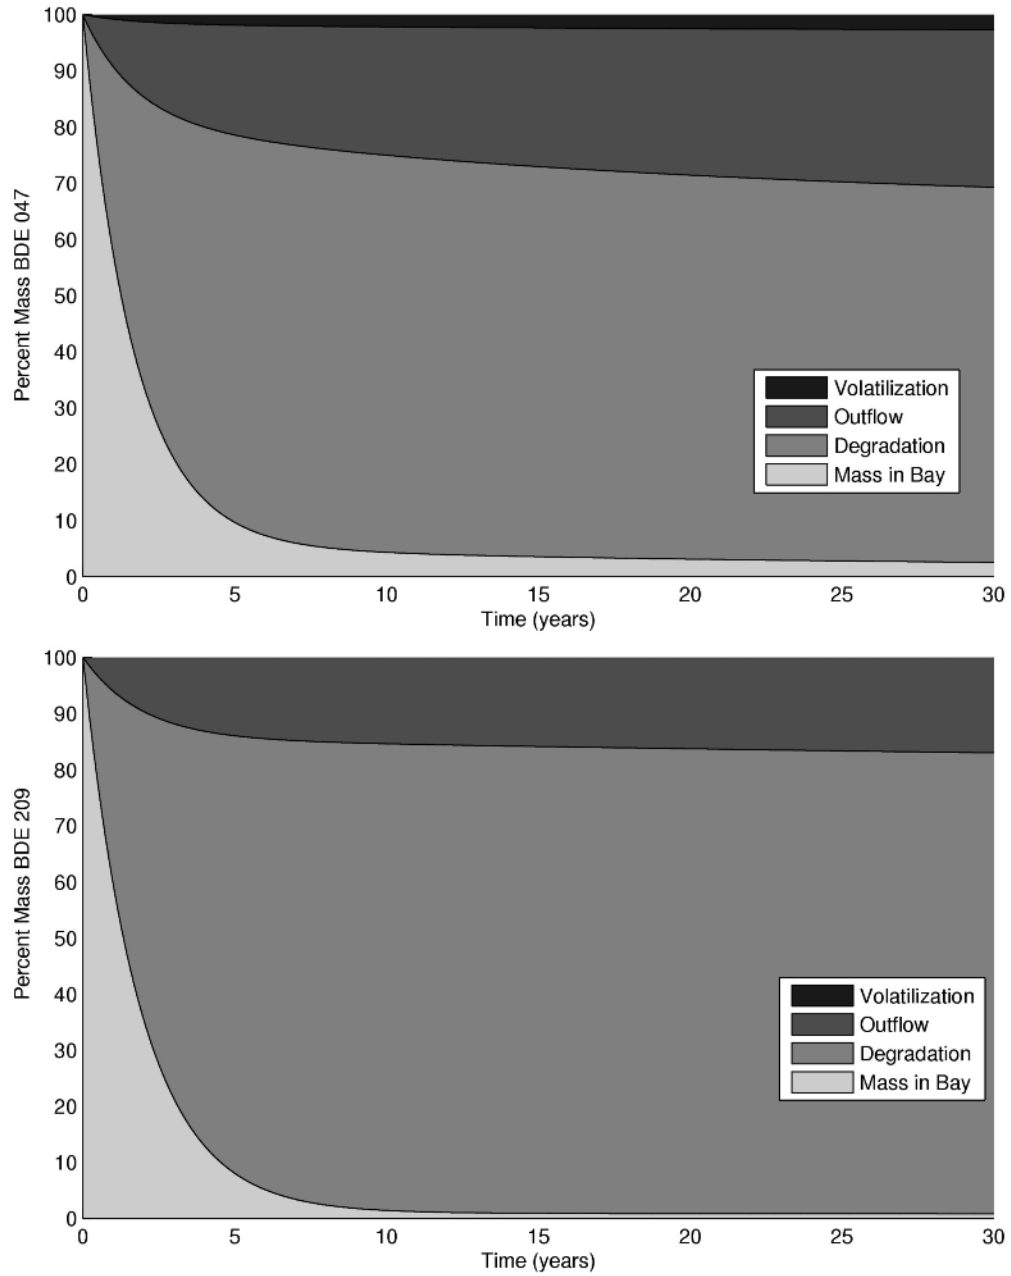 100
90
80
70
60
50
40
30
20
10
0
Percent Mass BDE 047
Volatilization
Outflow
Degradation
Mass in Bay
0 5 10 15 20 25 30
Time (years)
100
90
80
70
60
50
40
30
20
10
0
Percent Mass BDE 209
Volatilization
Outflow
Degradation
Mass in Bay
0 5 10 15 20 25 30
Time (years)